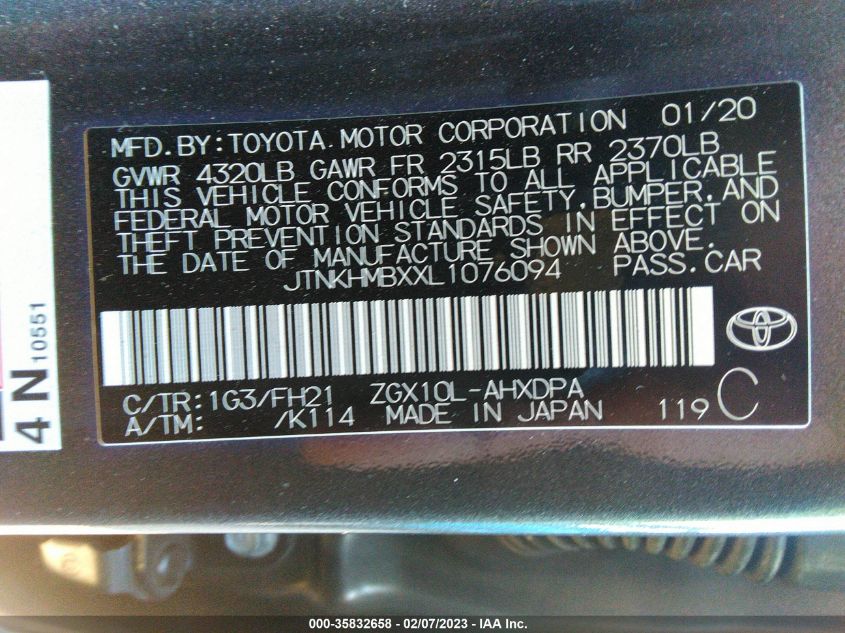 MFD.BY:TOYOTA MOTOR CORPORATION 01/20
GVWR 4320LB GAWR FR 2315LB RR 2370LB
THIS VEHICLE CONFORMS TO ALL APPLICABLE
FEDERAL MOTOR VEHICLE SAFETY, BUMPER, AND
THEFT PREVENTION STANDARDS IN EFFECT ON
THE DATE OF MANUFACTURE SHOWN ABOVE.
JTNKHMBXXL1076094 PASS.CAR
C/TR:1G3/FH21 ZGX10L-AHXDPA
A/TM: /K114 MADE IN JAPAN 119 C
4N 10551
000-35832658 - 02/07/2023 - IAA Inc.